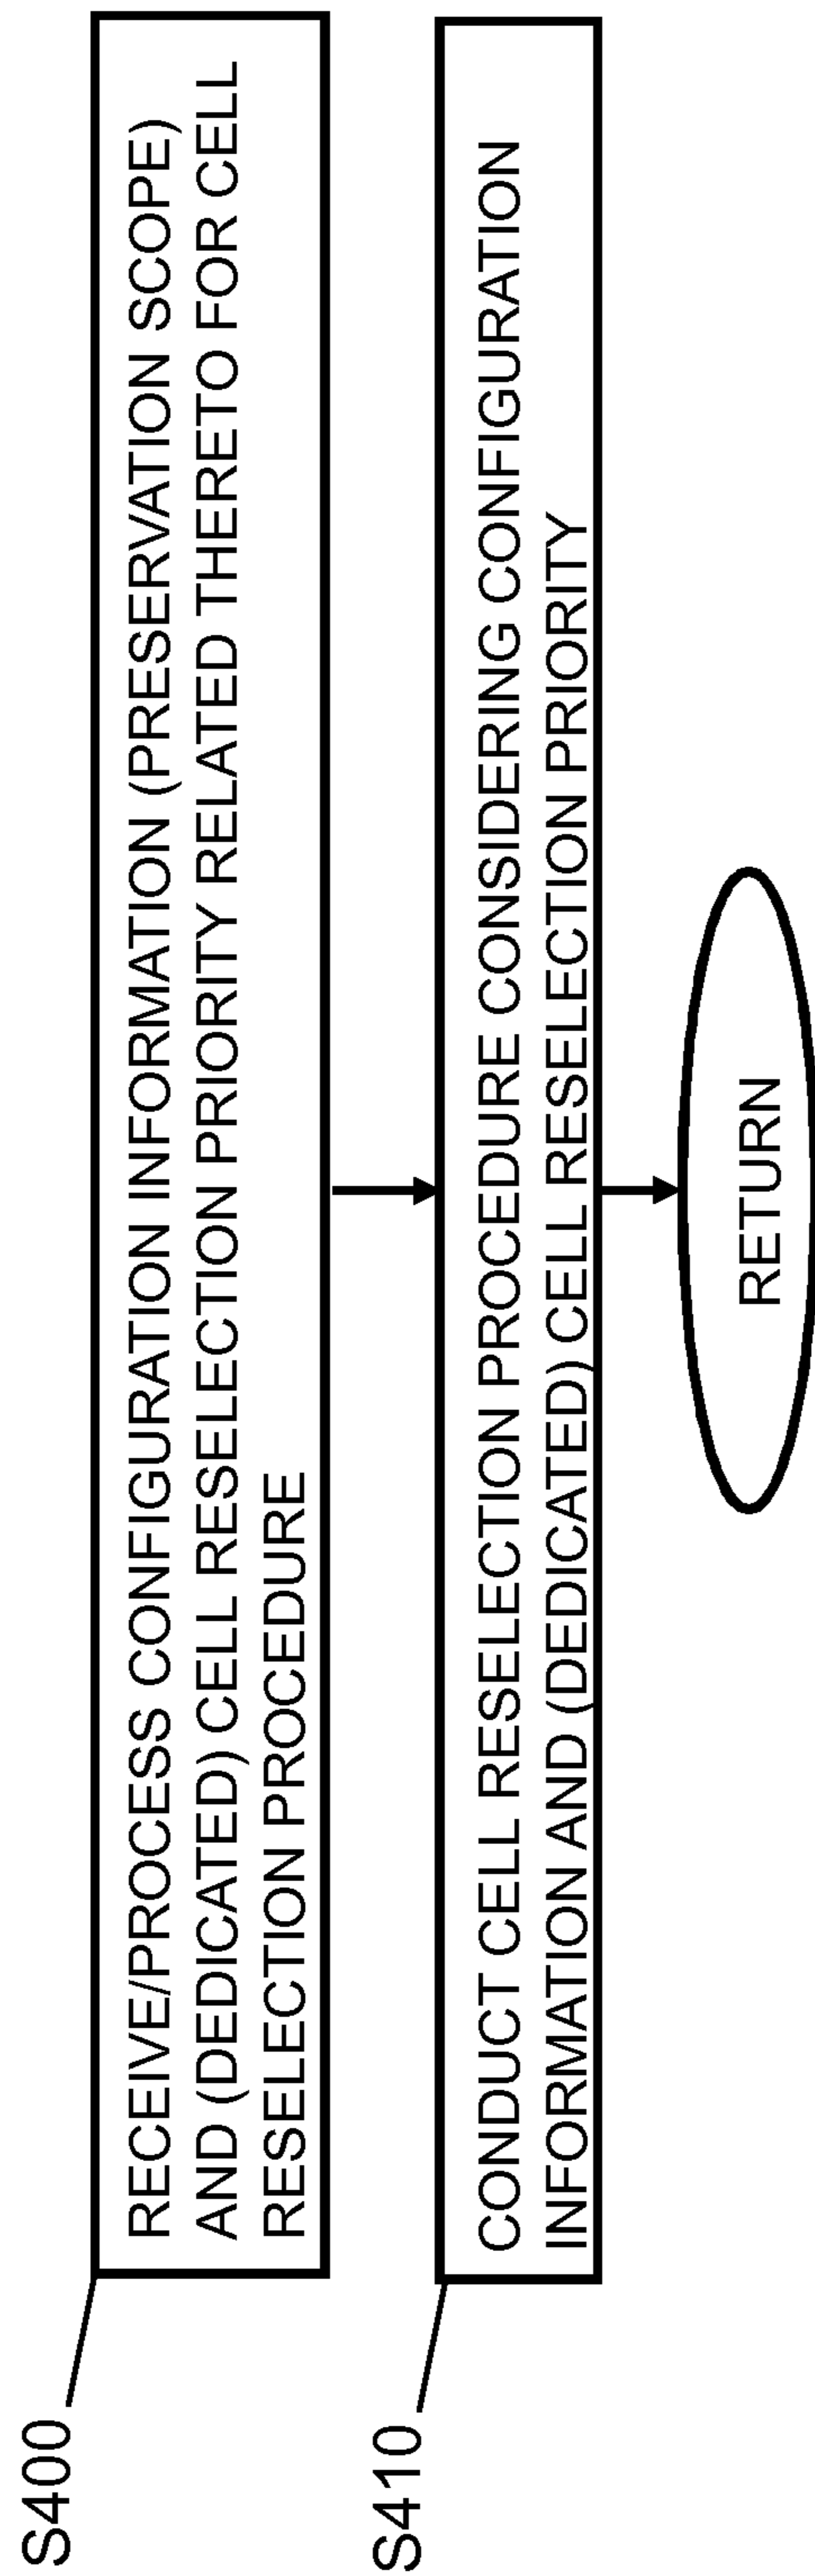 S400
RECEIVE/PROCESS CONFIGURATION INFORMATION (PRESERVATION SCOPE)
AND (DEDICATED) CELL RESELECTION PRIORITY RELATED THERETO FOR CELL
RESELECTION PROCEDURE
S410
CONDUCT CELL RESELECTION PROCEDURE CONSIDERING CONFIGURATION
INFORMATION AND (DEDICATED) CELL RESELECTION PRIORITY
RETURN